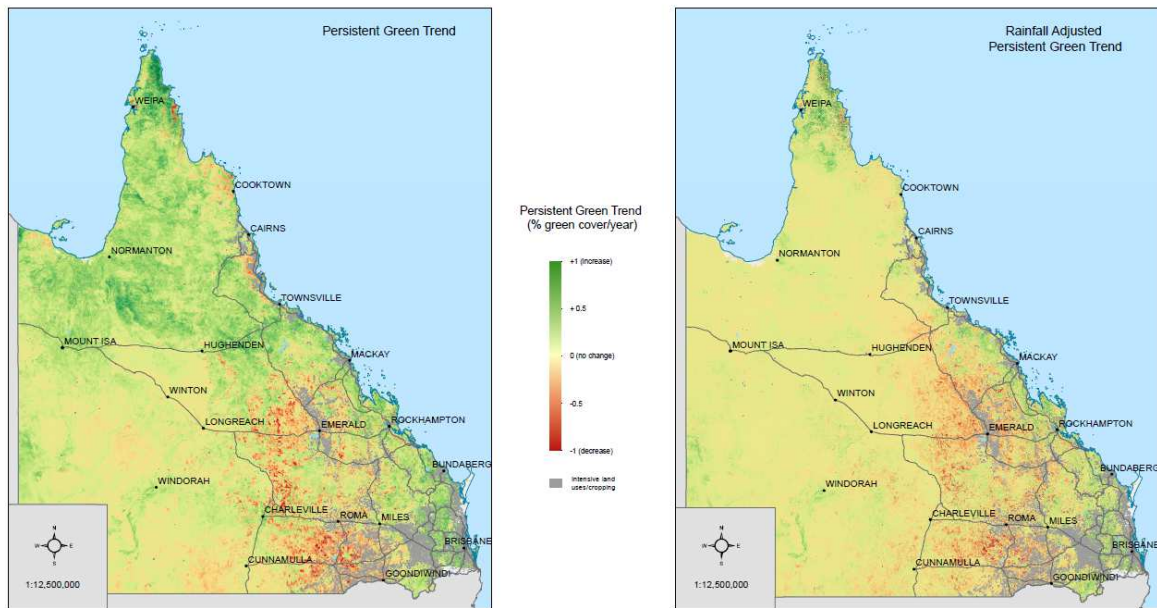 Persistent Green Trend
WEIPA
COOKTOWN
CAIRNS
NORMANTON
TOWNSVILLE
MOUNT ISA
HUGHENDEN
MACKAY
WINTON
LONGREACH
EMERALD
ROCKHAMPTON
BUNDABERG
WINDORAH
CHARLEVILLE
ROMA
MILES
BRISBANE
CUNNAMULLA
GOONDIWINDI
N
W
E
S
1:12,500,000
Persistent Green Trend
(% green cover/year)
+1 (increase)
+ 0.5
0 (no change)
-0.5
-1 (decrease)
Intensive land
uses/cropping
Rainfall Adjusted
Persistent Green Trend
WEIPA
COOKTOWN
CAIRNS
NORMANTON
TOWNSVILLE
MOUNT ISA
HUGHENDEN
MACKAY
WINTON
LONGREACH
EMERALD
ROCKHAMPTON
BUNDABERG
WINDORAH
CHARLEVILLE
ROMA
MILES
BRISBANE
CUNNAMULLA
GOONDIWINDI
N
W
E
S
1:12,500,000